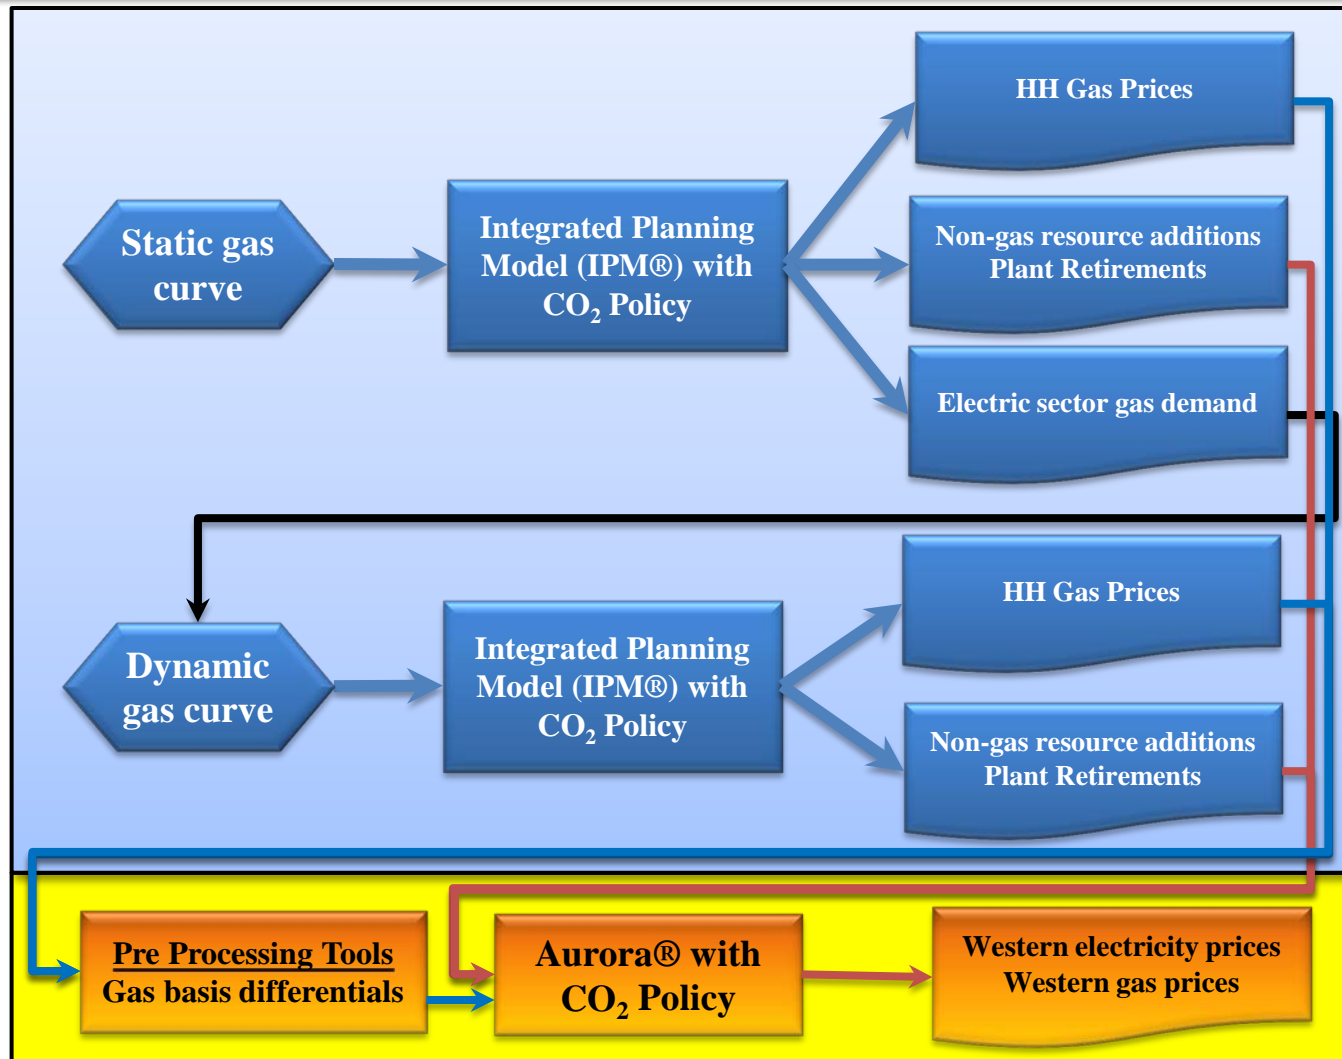 HH Gas Prices
Static gas
curve
Integrated Planning
Model (IPM®) with
CO₂ Policy
Non-gas resource additions
Plant Retirements
Electric sector gas demand
HH Gas Prices
Dynamic
gas curve
Integrated Planning
Model (IPM®) with
CO₂ Policy
Non-gas resource additions
Plant Retirements
Pre Processing Tools
Gas basis differentials
Aurora® with
CO₂ Policy
Western electricity prices
Western gas prices